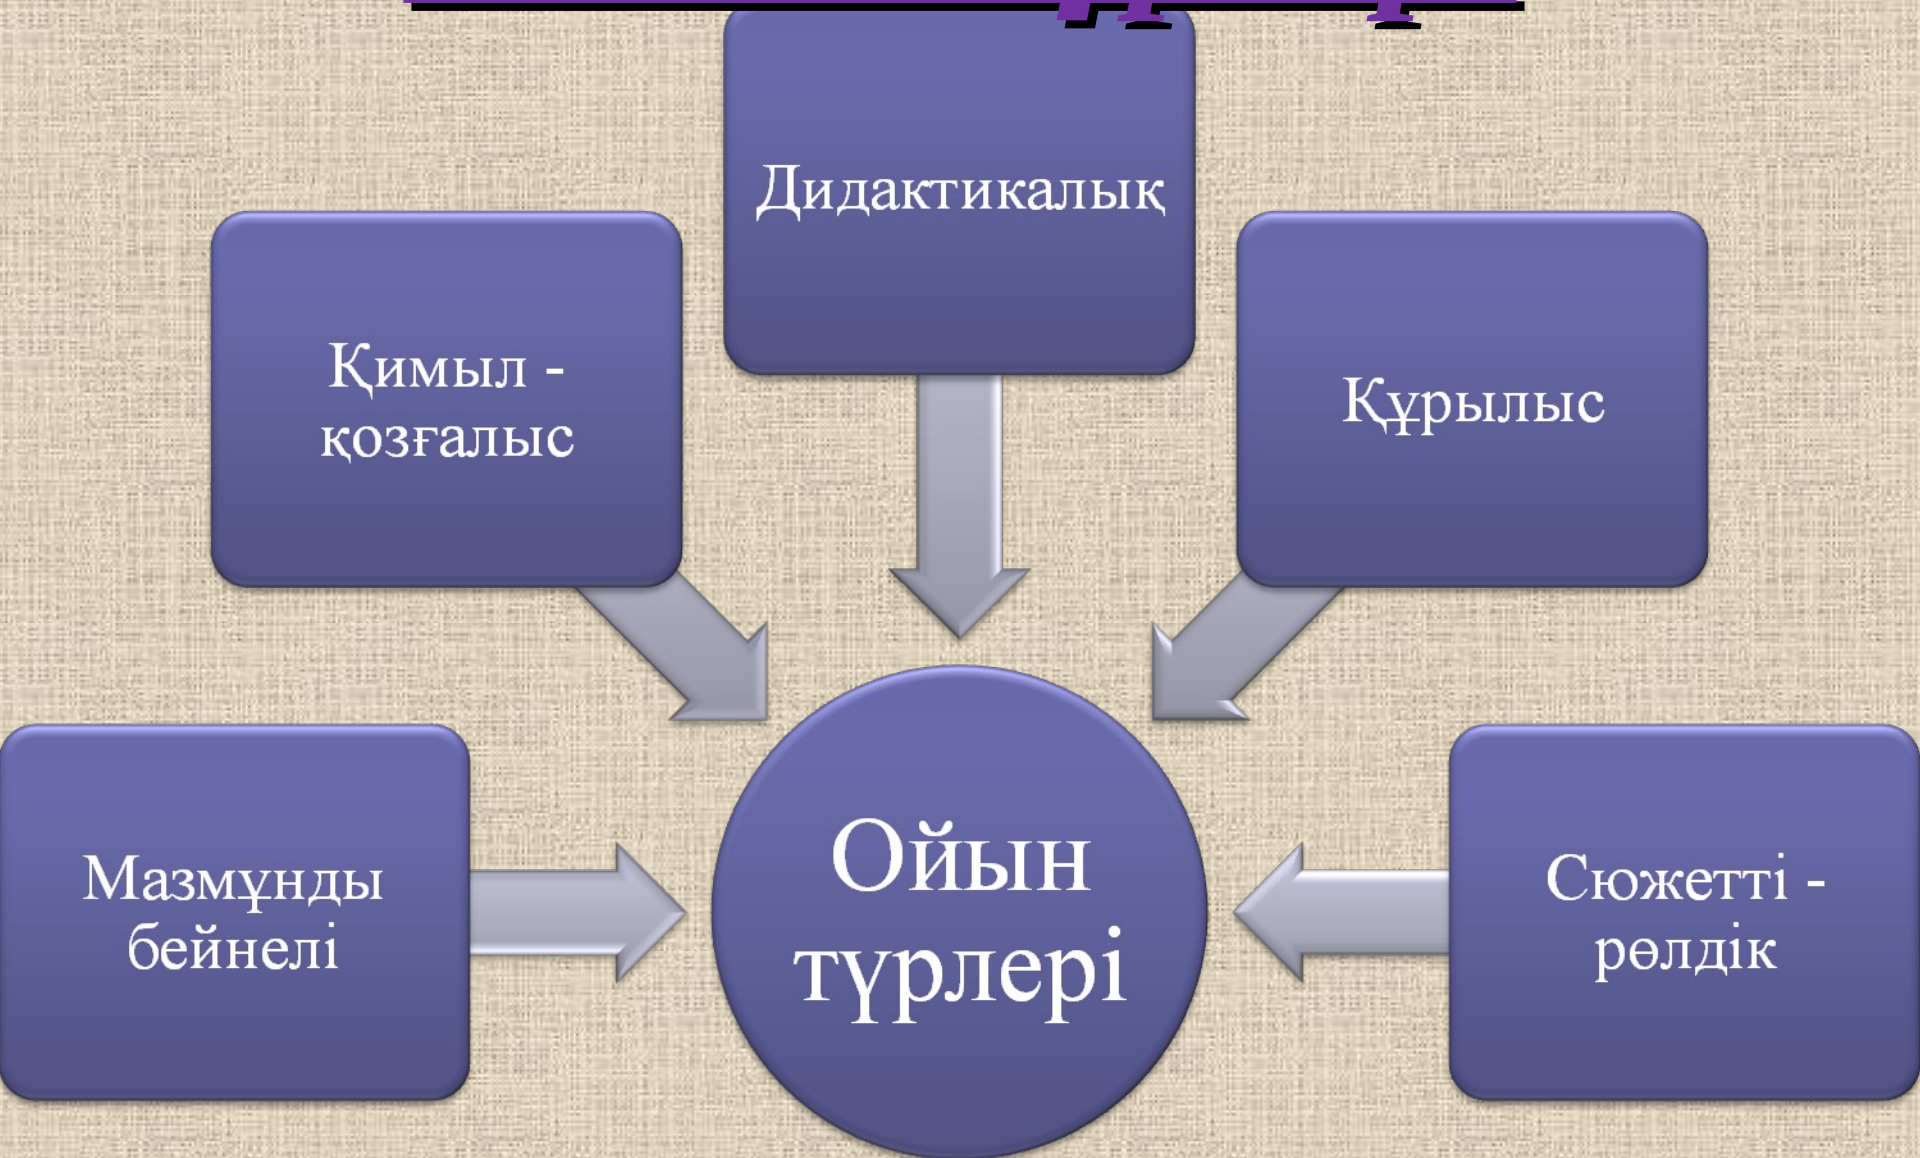 Дидактикалық
Қимыл -
қозғалыс
Құрылыс
Мазмұнды
бейнелі
Ойын
түрлері
Сюжетті -
рөлдік